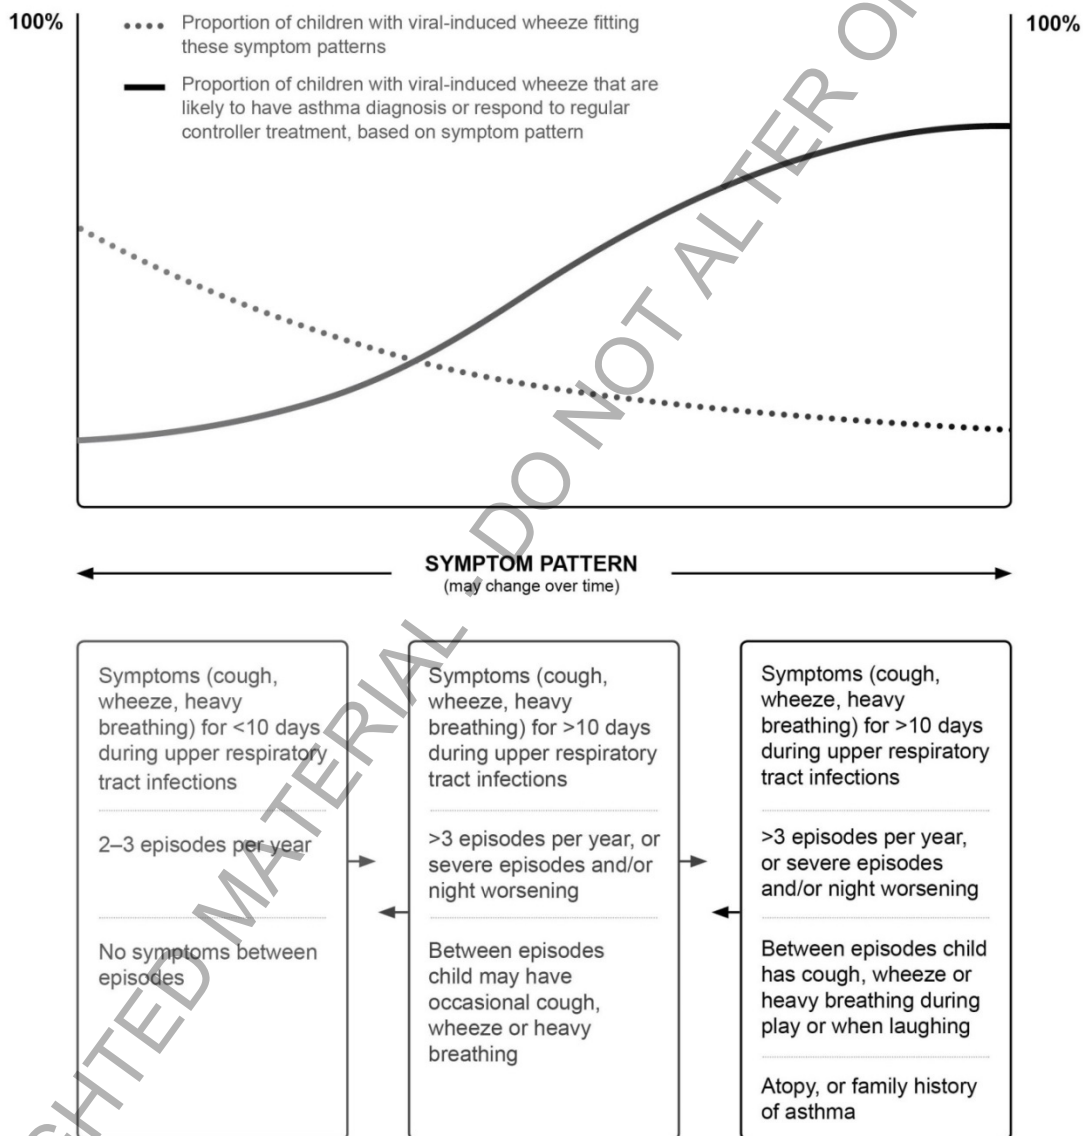 100%
100%
Proportion of children with viral-induced wheeze fitting
these symptom patterns
Proportion of children with viral-induced wheeze that are
likely to have asthma diagnosis or respond to regular
controller treatment, based on symptom pattern
SYMPTOM PATTERN
(may change over time)
Symptoms (cough,
wheeze, heavy
breathing) for <10 days
during upper respiratory
tract infections
2–3 episodes per year
No symptoms between
episodes
Symptoms (cough,
wheeze, heavy
breathing) for >10 days
during upper respiratory
tract infections
>3 episodes per year, or
severe episodes and/or
night worsening
Between episodes
child may have
occasional cough,
wheeze or heavy
breathing
Symptoms (cough,
wheeze, heavy
breathing) for >10 days
during upper respiratory
tract infections
>3 episodes per year,
or severe episodes
and/or night worsening
Between episodes child
has cough, wheeze or
heavy breathing during
play or when laughing
Atopy, or family history
of asthma
MATERIAL - DO NOT ALTER